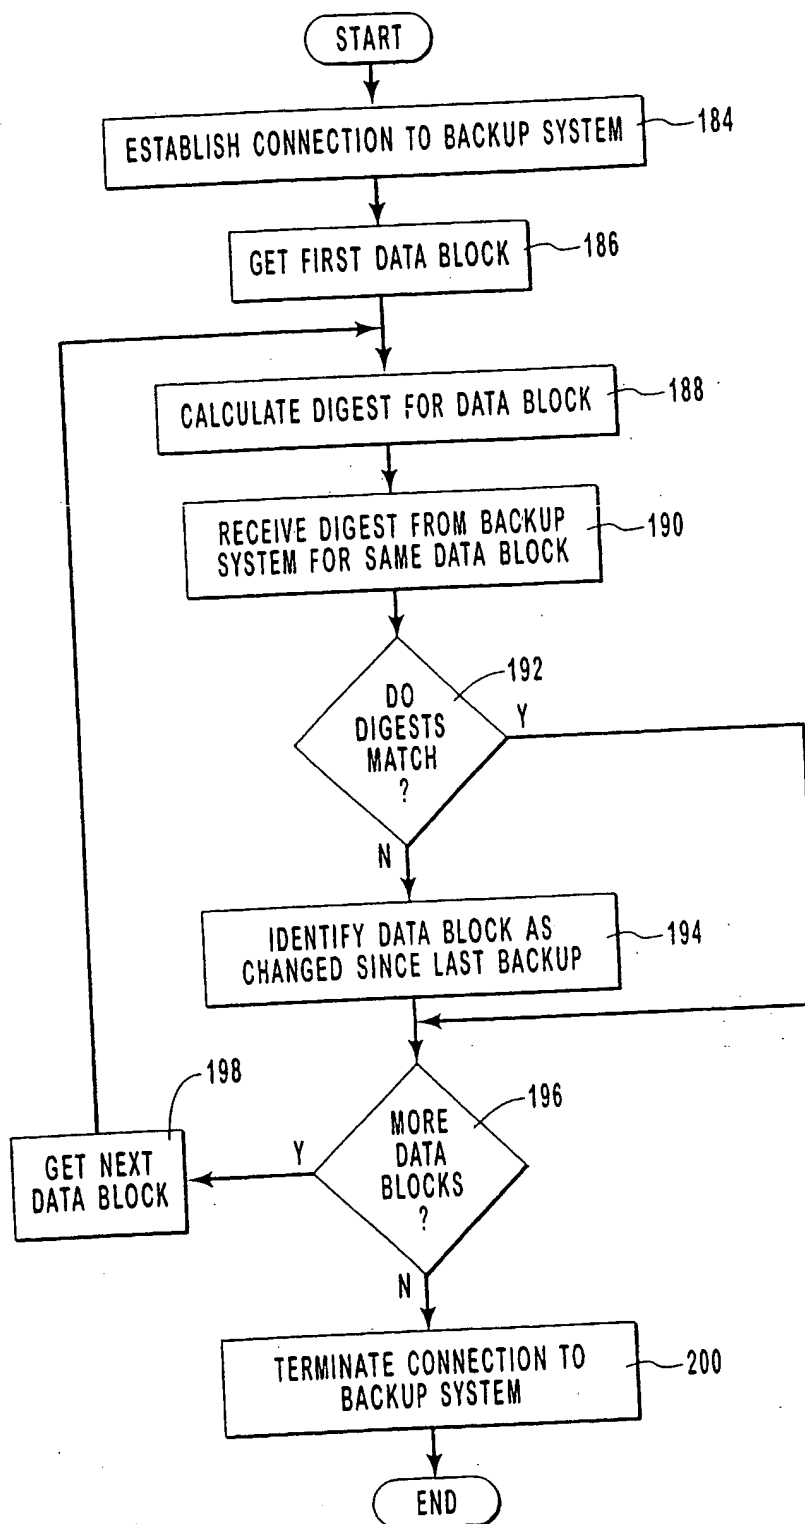 START
ESTABLISH CONNECTION TO BACKUP SYSTEM
184
GET FIRST DATA BLOCK
186
CALCULATE DIGEST FOR DATA BLOCK
188
RECEIVE DIGEST FROM BACKUP
SYSTEM FOR SAME DATA BLOCK
190
DO
DIGESTS
MATCH
?
192
Y
N
IDENTIFY DATA BLOCK AS
CHANGED SINCE LAST BACKUP
194
MORE
DATA
BLOCKS
?
196
Y
198
GET NEXT
DATA BLOCK
N
TERMINATE CONNECTION TO
BACKUP SYSTEM
200
END